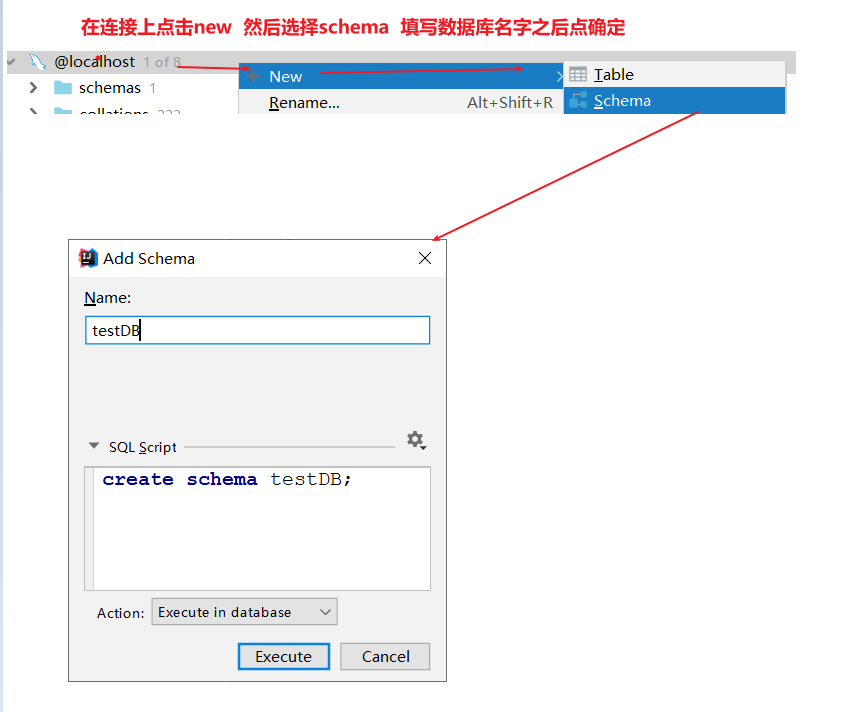 在连接上点击new 然后选择schema 填写数据库名字之后点确定
@localhost 1 of 8
New
Table
schemas 1
Rename... Alt+Shift+R
Schema
collations 222
Add Schema
Name:
testDB
SQL Script
create schema testDB;
Action: Execute in database
Execute Cancel